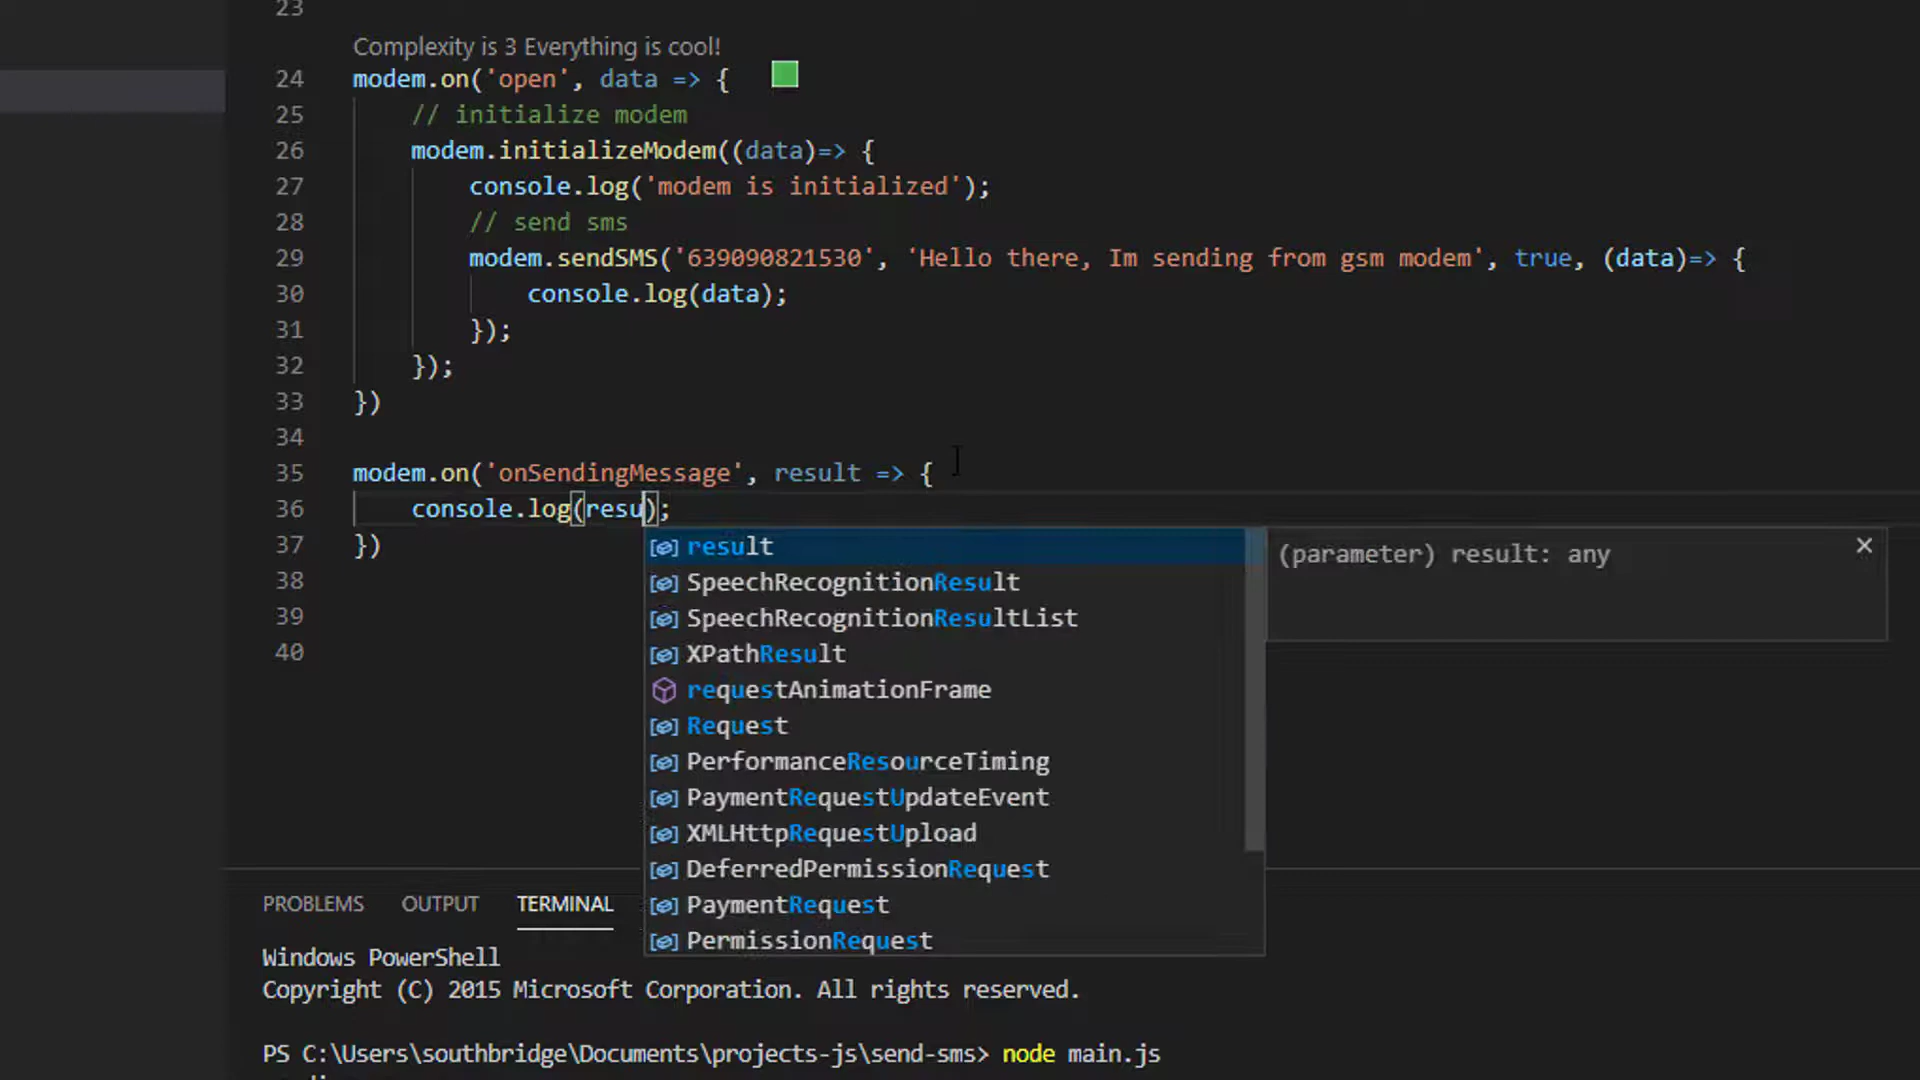 23
Complexity is 3 Everything is cool!
24 modem.on('open', data => {
25 // initialize modem
26 modem.initializeModem((data)=> {
27 console.log('modem is initialized');
28 // send sms
29 modem.sendSMS('639090821530', 'Hello there, Im sending from gsm modem', true, (data)=> {
30 console.log(data);
31 });
32 });
33 })
34
35 modem.on('onSendingMessage', result => {
36 console.log(resu);
37 })
38
39
40
result
(parameter) result: any
SpeechRecognitionResult
SpeechRecognitionResultList
XPathResult
requestAnimationFrame
Request
PerformanceResourceTiming
PaymentRequestUpdateEvent
XMLHttpRequestUpload
DeferredPermissionRequest
PaymentRequest
PermissionRequest
PROBLEMS OUTPUT TERMINAL
Windows PowerShell
Copyright (C) 2015 Microsoft Corporation. All rights reserved.
PS C:\Users\southbridge\Documents\projects-js\send-sms> node main.js